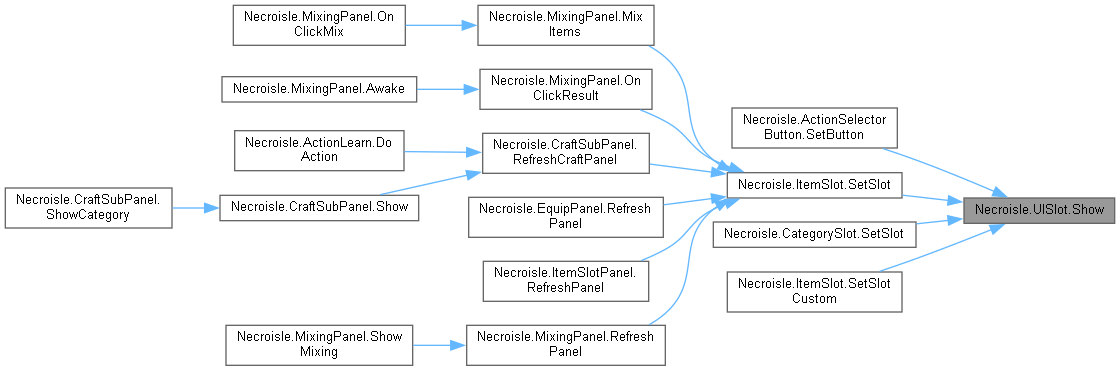 Necroisle.MixingPanel.On
ClickMix
Necroisle.MixingPanel.Mix
Items
Necroisle.MixingPanel.Awake
Necroisle.MixingPanel.On
ClickResult
Necroisle.ActionSelector
Button.SetButton
Necroisle.ActionLearn.Do
Action
Necroisle.CraftSubPanel.
RefreshCraftPanel
Necroisle.ItemSlot.SetSlot
Necroisle.CraftSubPanel.
ShowCategory
Necroisle.CraftSubPanel.Show
Necroisle.EquipPanel.Refresh
Panel
Necroisle.UISlot.Show
Necroisle.CategorySlot.SetSlot
Necroisle.ItemSlotPanel.
RefreshPanel
Necroisle.ItemSlot.SetSlot
Custom
Necroisle.MixingPanel.Show
Mixing
Necroisle.MixingPanel.Refresh
Panel